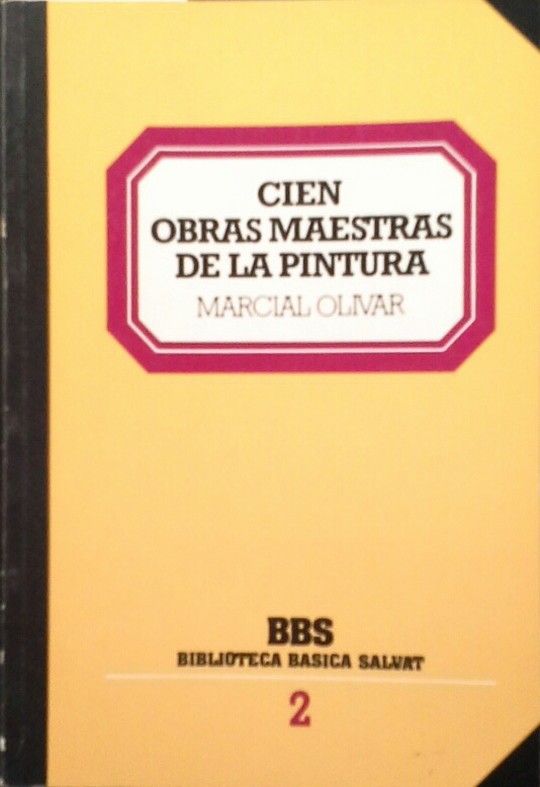 CIEN
OBRAS MAESTRAS
DE LA PINTURA
MARCIAL OLIVAR
BBS
BIBLIOTECA BASICA SALVAT
2